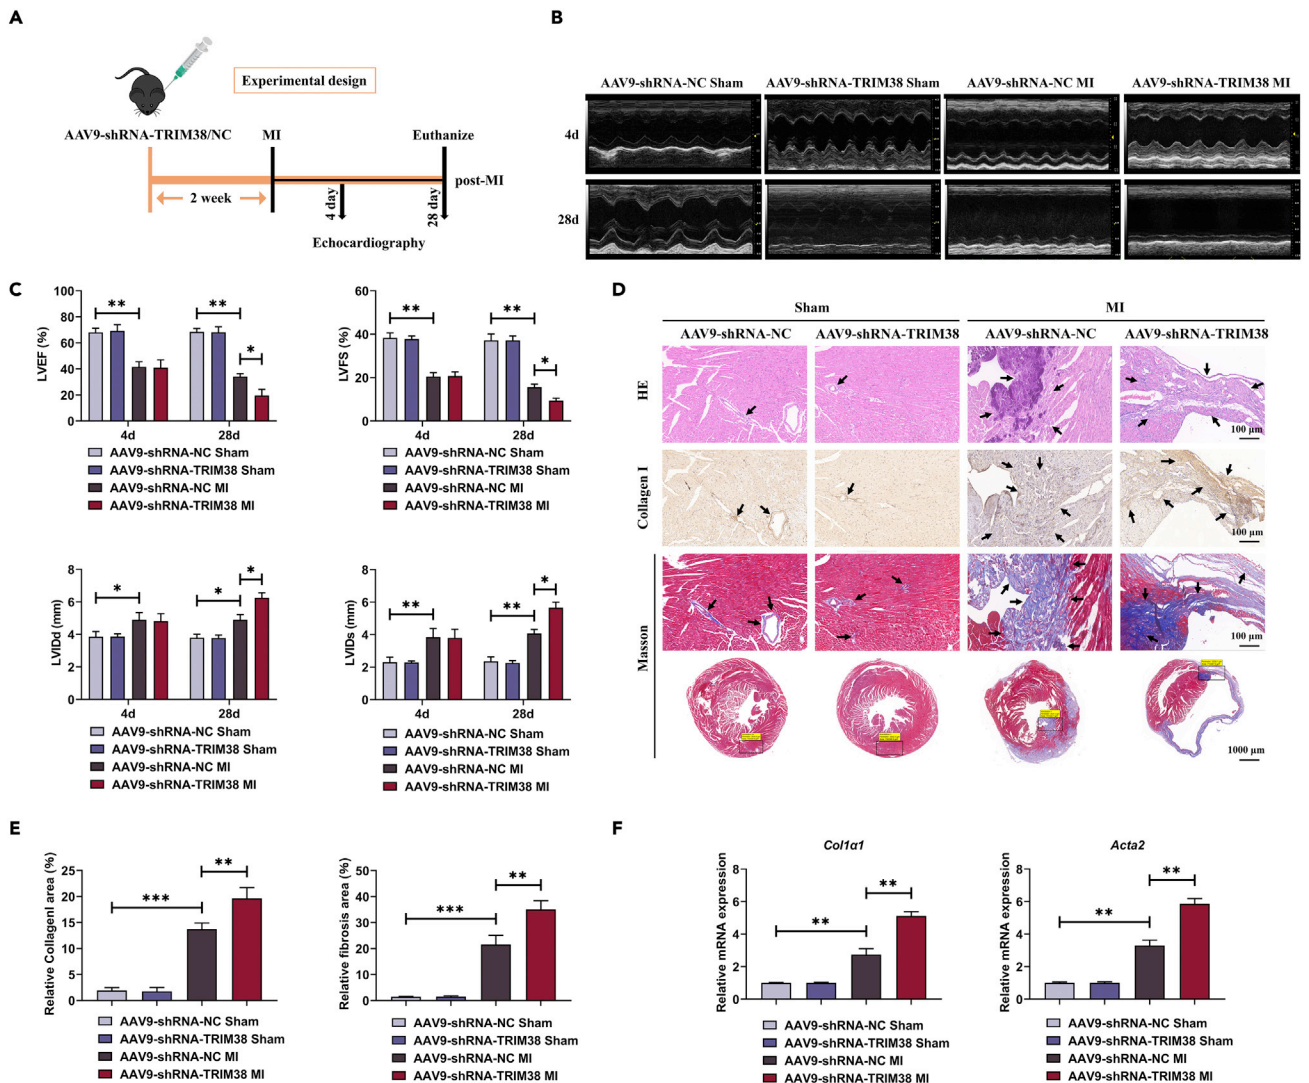 A
Experimental design
AAV9-shRNA-TRIM38/NC
MI
Euthanize
2 week
4 day
28 day
post-MI
Echocardiography
B
AAV9-shRNA-NC Sham
AAV9-shRNA-TRIM38 Sham
AAV9-shRNA-NC MI
AAV9-shRNA-TRIM38 MI
4d
28d
C
LVEF (%)
100
80
60
40
20
0
**
**
*
4d
28d
AAV9-shRNA-NC Sham
AAV9-shRNA-TRIM38 Sham
AAV9-shRNA-NC MI
AAV9-shRNA-TRIM38 MI
LVFS (%)
60
40
20
0
**
**
*
4d
28d
AAV9-shRNA-NC Sham
AAV9-shRNA-TRIM38 Sham
AAV9-shRNA-NC MI
AAV9-shRNA-TRIM38 MI
LVIDd (mm)
8
6
4
2
0
*
*
*
4d
28d
AAV9-shRNA-NC Sham
AAV9-shRNA-TRIM38 Sham
AAV9-shRNA-NC MI
AAV9-shRNA-TRIM38 MI
LVIDs (mm)
8
6
4
2
0
**
**
*
4d
28d
AAV9-shRNA-NC Sham
AAV9-shRNA-TRIM38 Sham
AAV9-shRNA-NC MI
AAV9-shRNA-TRIM38 MI
D
Sham
MI
AAV9-shRNA-NC
AAV9-shRNA-TRIM38
AAV9-shRNA-NC
AAV9-shRNA-TRIM38
HE
100 µm
Collagen I
100 µm
Masson
100 µm
1000 µm
E
Relative CollagenI area (%)
25
20
15
10
5
0
***
**
AAV9-shRNA-NC Sham
AAV9-shRNA-TRIM38 Sham
AAV9-shRNA-NC MI
AAV9-shRNA-TRIM38 MI
Relative fibrosis area (%)
50
40
30
20
10
0
***
**
AAV9-shRNA-NC Sham
AAV9-shRNA-TRIM38 Sham
AAV9-shRNA-NC MI
AAV9-shRNA-TRIM38 MI
F
Col1α1
Relative mRNA expression
8
6
4
2
0
**
**
AAV9-shRNA-NC Sham
AAV9-shRNA-TRIM38 Sham
AAV9-shRNA-NC MI
AAV9-shRNA-TRIM38 MI
Acta2
Relative mRNA expression
8
6
4
2
0
**
**
AAV9-shRNA-NC Sham
AAV9-shRNA-TRIM38 Sham
AAV9-shRNA-NC MI
AAV9-shRNA-TRIM38 MI